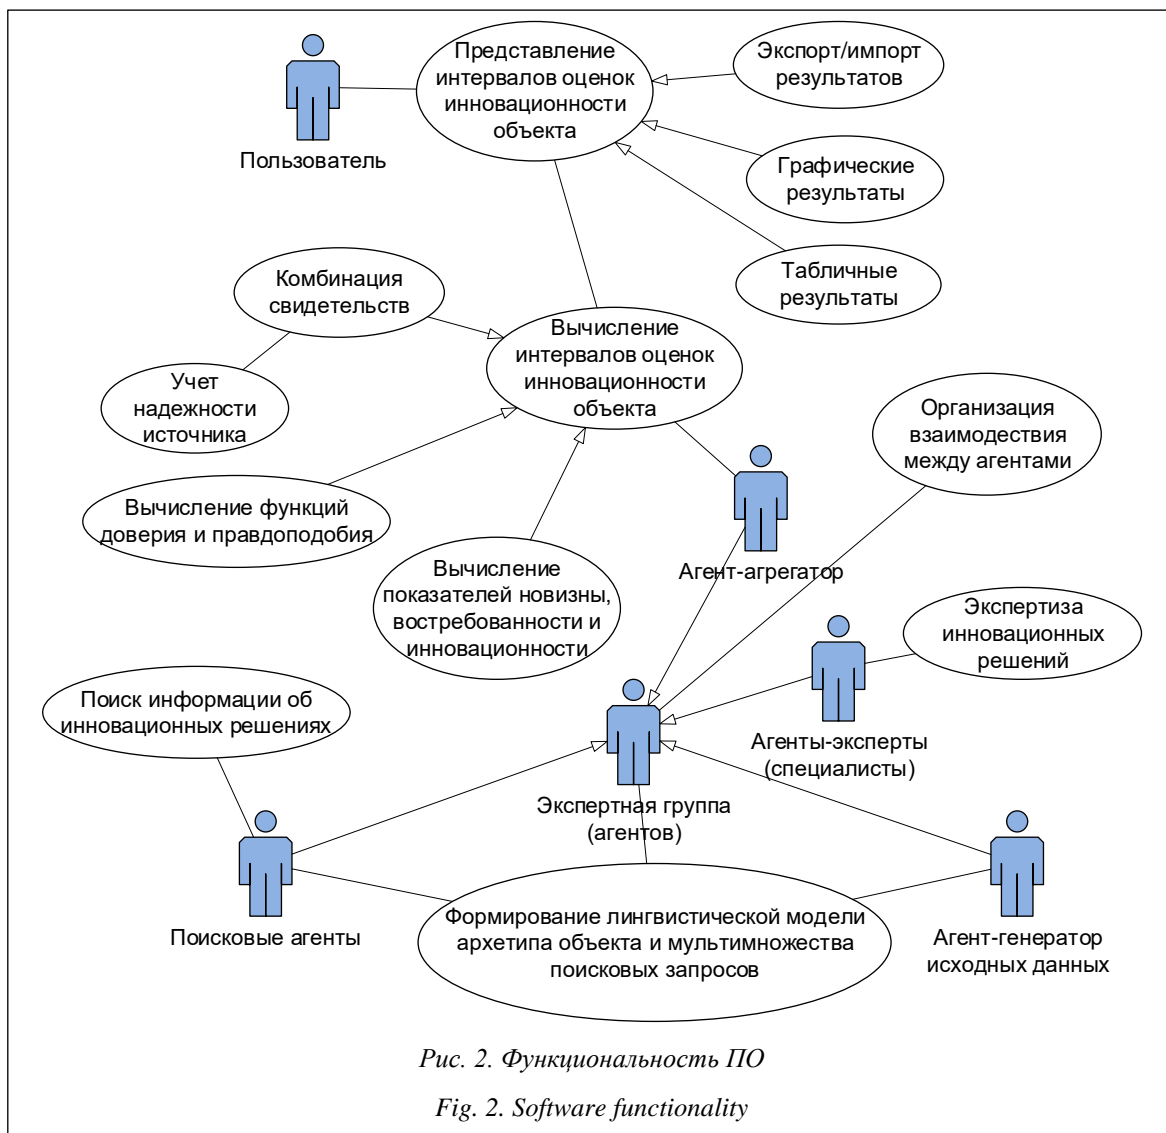 Представление
интервалов оценок
инновационности
объекта
Экспорт/импорт
результатов
Пользователь
Графические
результаты
Табличные
результаты
Комбинация
свидетельств
Вычисление
интервалов оценок
инновационности
объекта
Учет
надежности
источника
Организация
взаимодествия
между агентами
Вычисление функций
доверия и правдоподобия
Агент-агрегатор
Вычисление
показателей новизны,
востребованности и
инновационности
Экспертиза
инновационных
решений
Поиск информации об
инновационных решениях
Агенты-эксперты
(специалисты)
Экспертная группа
(агентов)
Поисковые агенты
Формирование лингвистической модели
архетипа объекта и мультимножества
поисковых запросов
Агент-генератор
исходных данных
Рис. 2. Функциональность ПО
Fig. 2. Software functionality